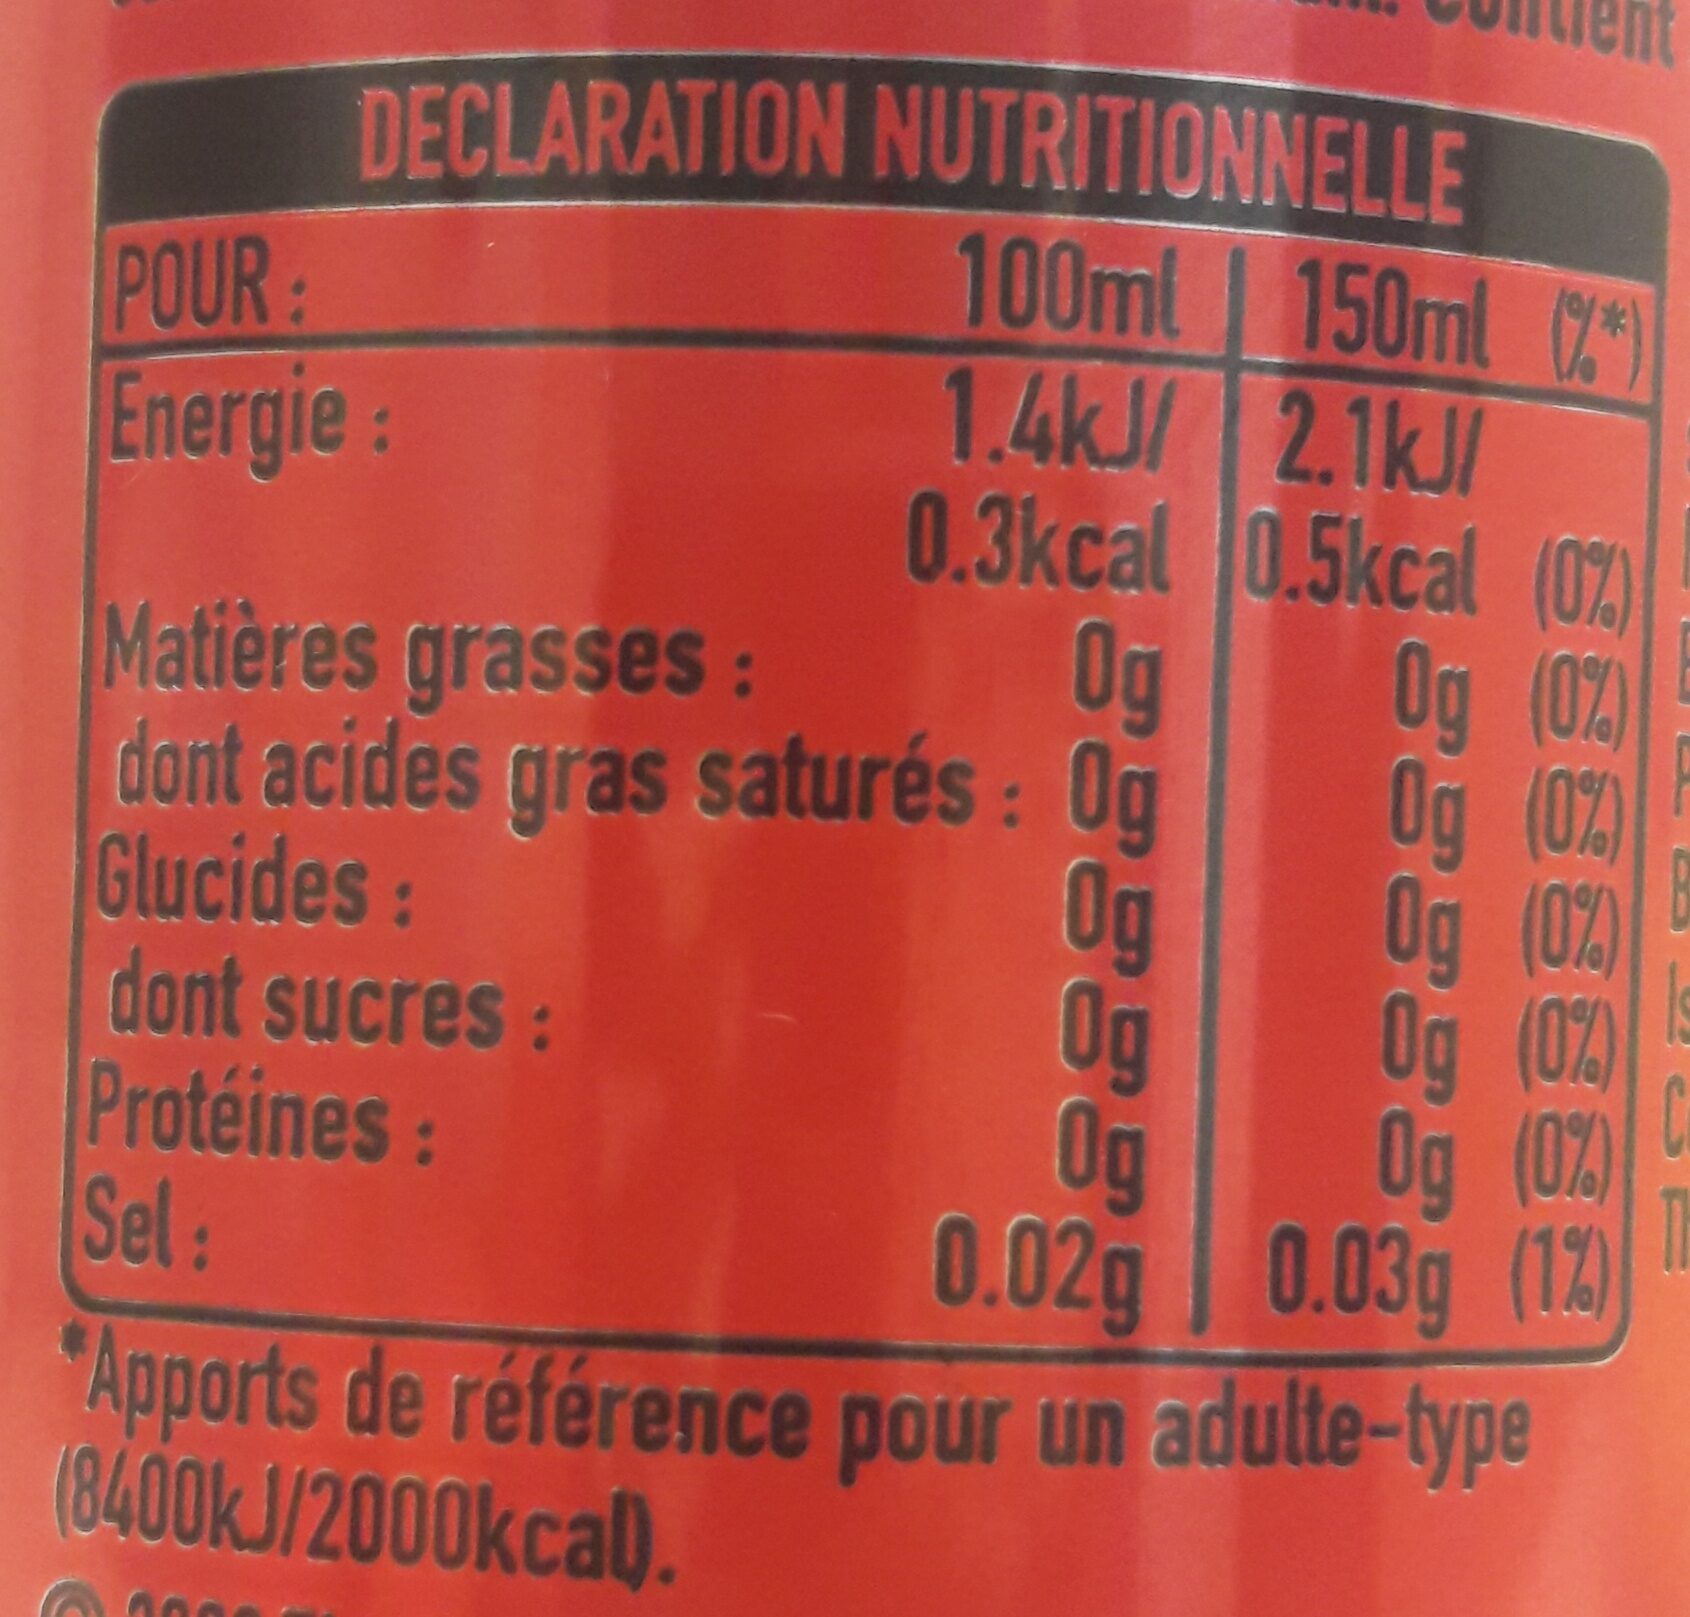 Contient
DECLARATION NUTRITIONNELLE
POUR : 100ml 150ml (%*)
Energie : 1.4kJ/ 2.1kJ/
0.3kcal 0.5kcal (0%)
Matières grasses : 0g 0g (0%)
dont acides gras saturés : 0g 0g (0%)
Glucides : 0g 0g (0%)
dont sucres : 0g 0g (0%)
Protéines : 0g 0g (0%)
Sel : 0.02g 0.03g (1%)
*Apports de référence pour un adulte-type
(8400kJ/2000kcal).